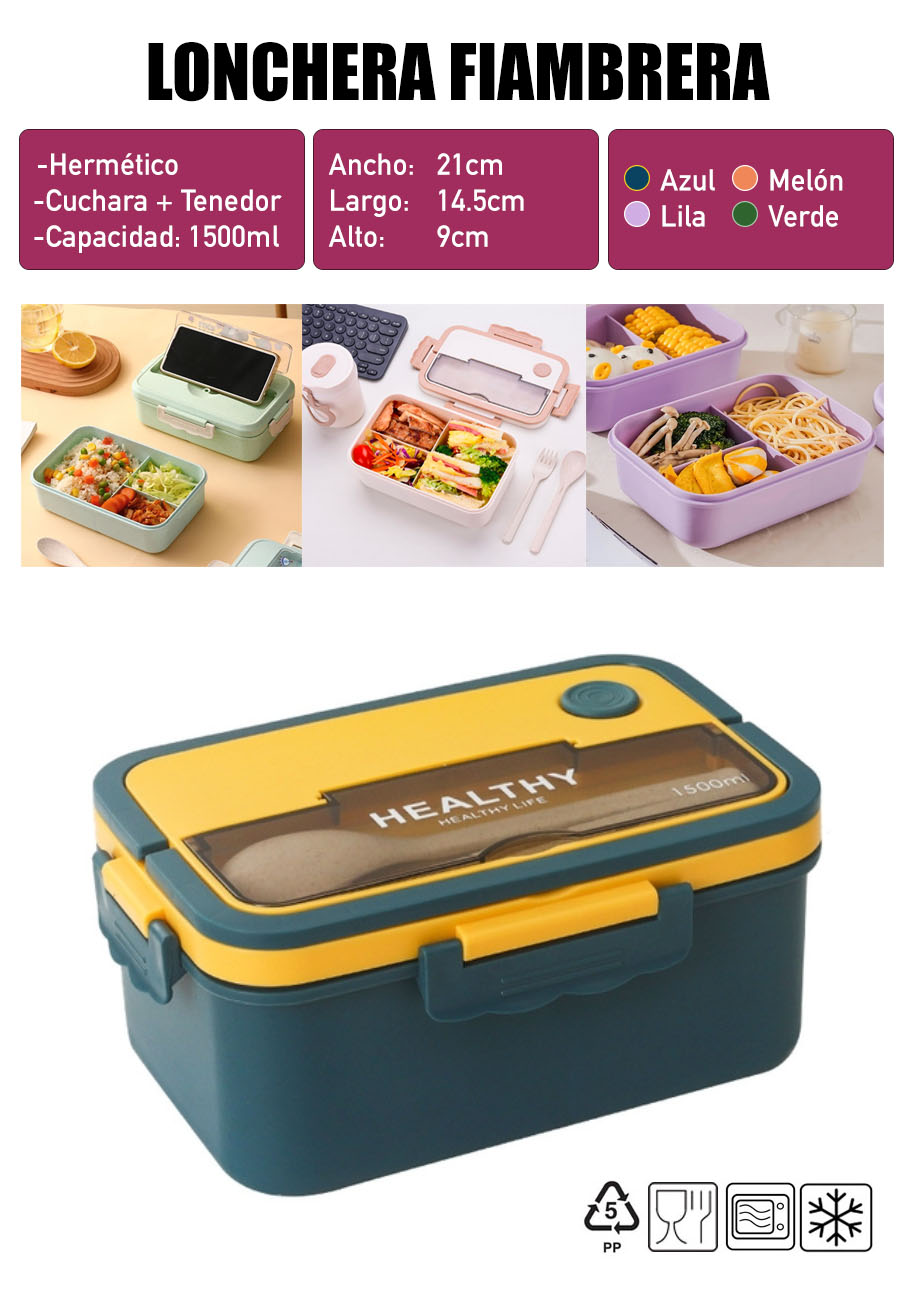 LONCHERA FIAMBRERA
-Hermético
-Cuchara + Tenedor
-Capacidad: 1500ml
Ancho: 21cm
Largo: 14.5cm
Alto: 9cm
Azul
Melón
Lila
Verde
HEALTHY
HEALTHY LIFE
1500ml
5
PP